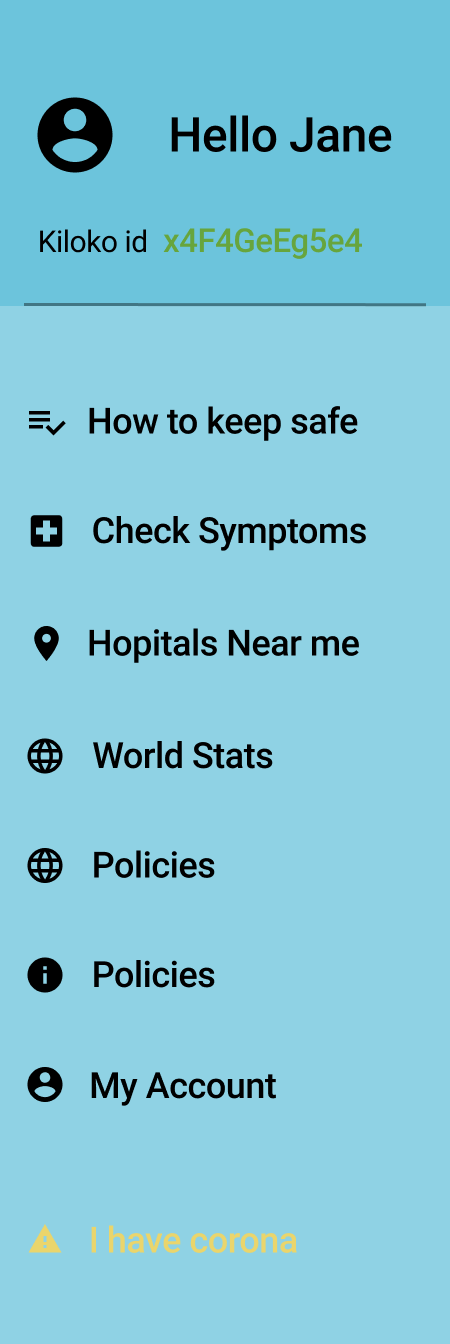 Hello Jane
Kiloko id x4F4GeEg5e4
How to keep safe
Check Symptoms
Hopitals Near me
World Stats
Policies
Policies
My Account
I have corona